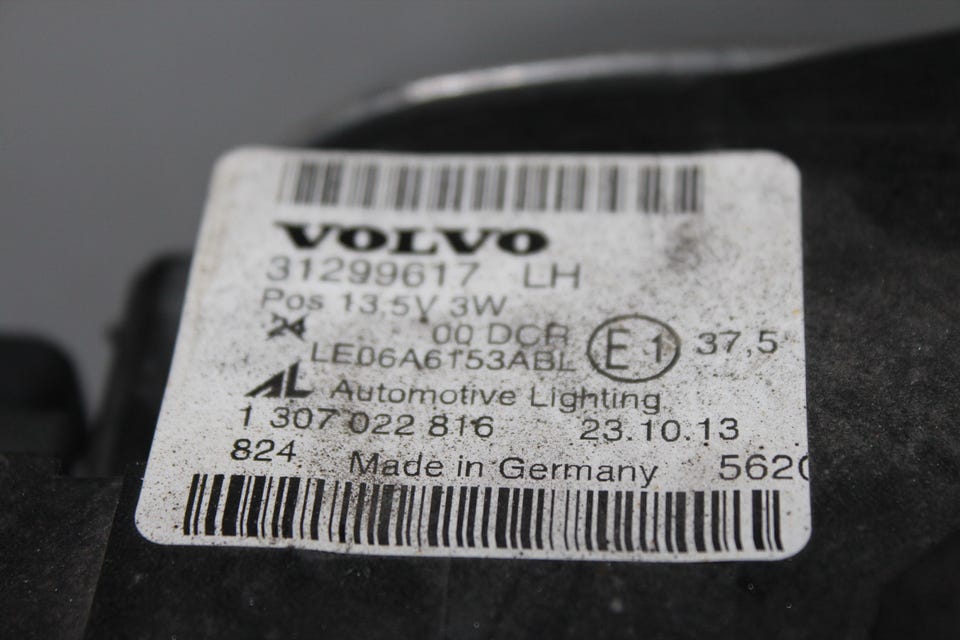 VOLVO
31299617 LH
Pos 13,5V 3W
24 00 DCR E1 37,5
LE06A6153ABL
AL Automotive Lighting
1 307 022 816 23.10.13
824 Made in Germany 5620